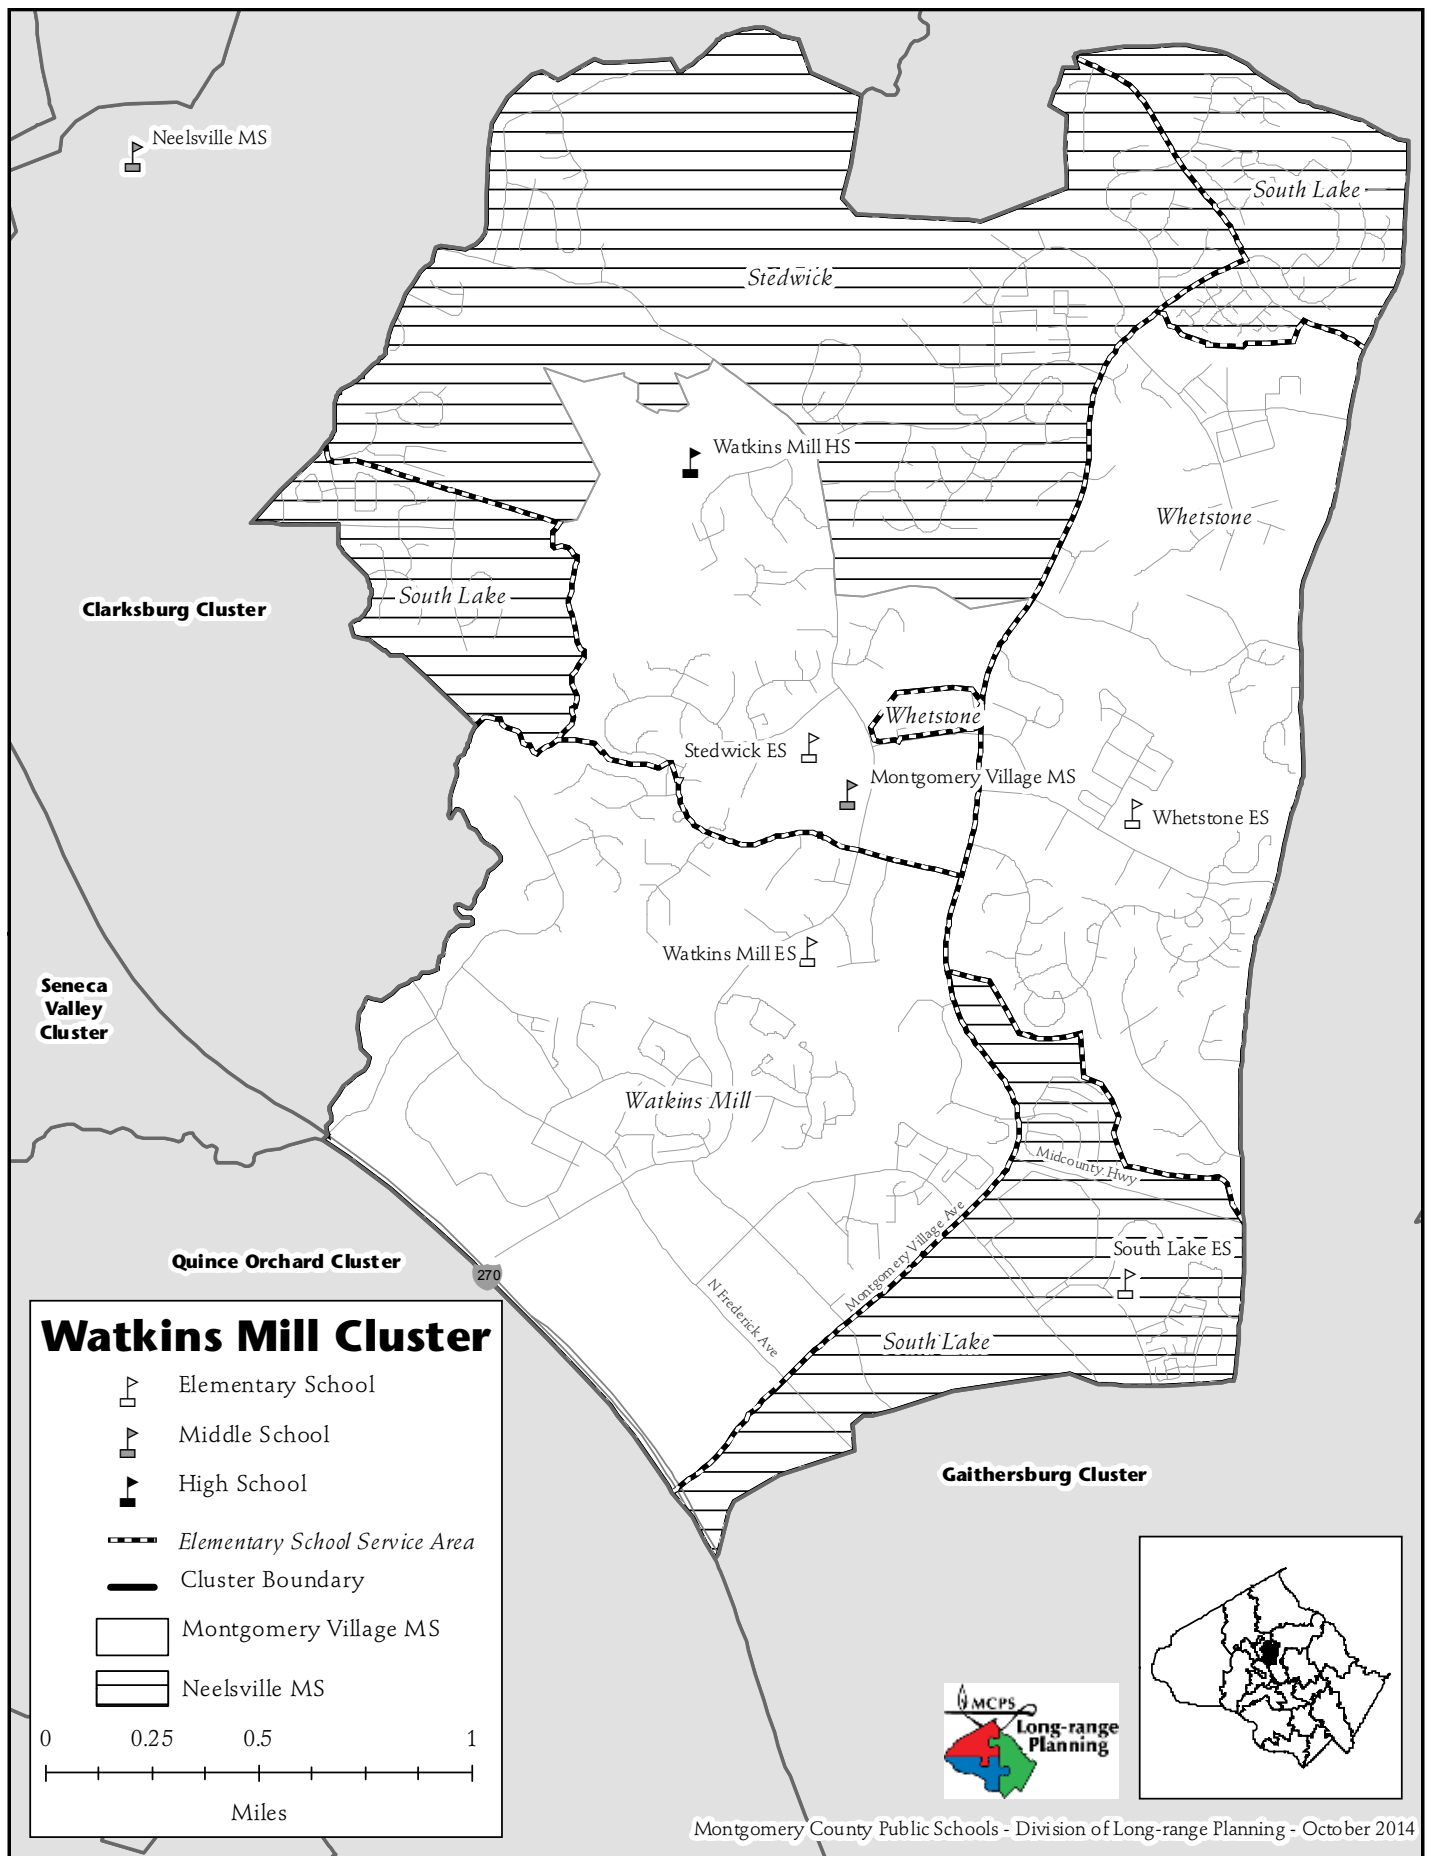 Neelsville MS
South Lake
Stedwick
Watkins Mill HS
Whetstone
Clarksburg Cluster
South Lake
Whetstone
Stedwick ES
Montgomery Village MS
Whetstone ES
Watkins Mill ES
Seneca
Valley
Cluster
Watkins Mill
Midcounty Hwy
Montgomery Village Ave
South Lake ES
Quince Orchard Cluster
270
N Frederick Ave
South Lake
Gaithersburg Cluster
Watkins Mill Cluster
Elementary School
Middle School
High School
Elementary School Service Area
Cluster Boundary
Montgomery Village MS
Neelsville MS
0 0.25 0.5 1
Miles
MCPS
Long-range
Planning
Montgomery County Public Schools - Division of Long-range Planning - October 2014